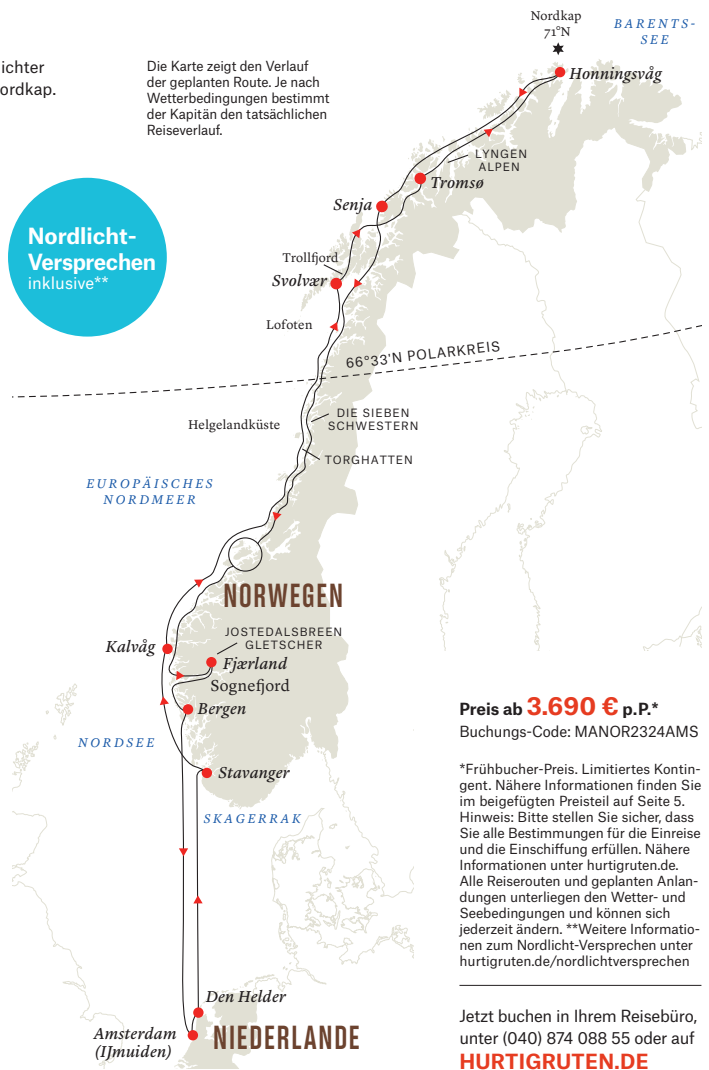 Nordkap
71°N
BARENTS-
SEE
ichter
ordkap.
Die Karte zeigt den Verlauf
der geplanten Route. Je nach
Wetterbedingungen bestimmt
der Kapitän den tatsächlichen
Reiseverlauf.
Honningsvåg
LYNGEN
ALPEN
Tromsø
Senja
Nordlicht-
Versprechen
inklusive**
Trollfjord
Svolvær
Lofoten
66°33'N POLARKREIS
Helgelandküste
DIE SIEBEN
SCHWESTERN
TORGHATTEN
EUROPÄISCHES
NORDMEER
NORWEGEN
JOSTEDALSBREEN
GLETSCHER
Kalvåg
Fjærland
Sognefjord
Bergen
NORDSEE
Stavanger
SKAGERRAK
Den Helder
Amsterdam
(IJmuiden)
NIEDERLANDE
Preis ab 3.690 € p.P.*
Buchungs-Code: MANOR2324AMS
*Frühbucher-Preis. Limitiertes Kontin-
gent. Nähere Informationen finden Sie
im beigefügten Preisteil auf Seite 5.
Hinweis: Bitte stellen Sie sicher, dass
Sie alle Bestimmungen für die Einreise
und die Einschiffung erfüllen. Nähere
Informationen unter hurtigruten.de.
Alle Reiserouten und geplanten Anlan-
dungen unterliegen den Wetter- und
Seebedingungen und können sich
jederzeit ändern. **Weitere Informatio-
nen zum Nordlicht-Versprechen unter
hurtigruten.de/nordlichtversprechen
Jetzt buchen in Ihrem Reisebüro,
unter (040) 874 088 55 oder auf
HURTIGRUTEN.DE